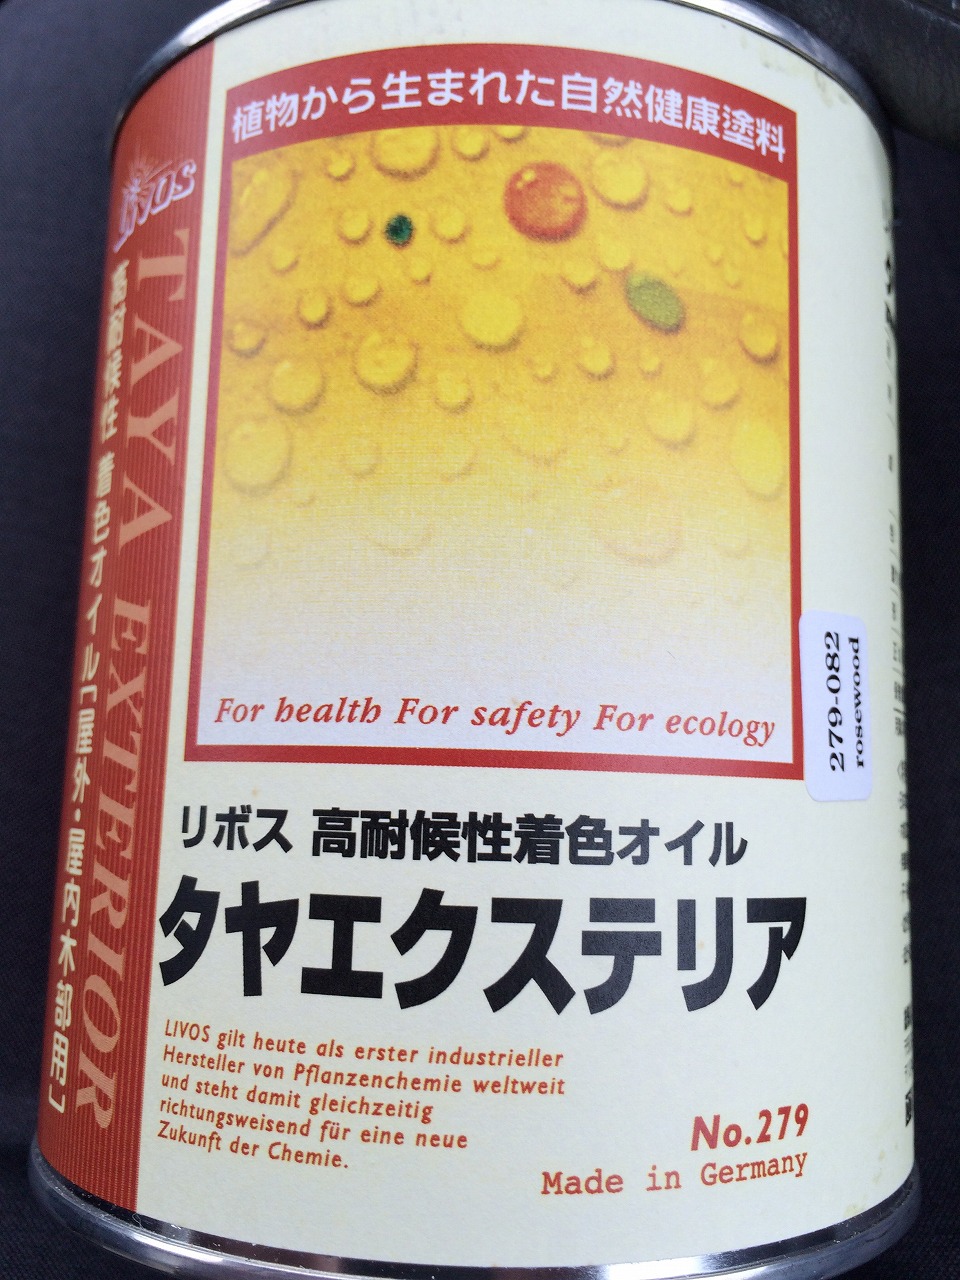 植物から生まれた自然健康塗料
LIVOS
TAYA EXTERIOR
高耐候性 着色オイル「屋外・屋内木部用」
For health For safety For ecology
279-082
rosewood
リボス 高耐候性着色オイル
タヤエクステリア
LIVOS gilt heute als erster industrieller
Hersteller von Pflanzenchemie weltweit
und steht damit gleichzeitig
richtungsweisend für eine neue
Zukunft der Chemie.
No.279
Made in Germany